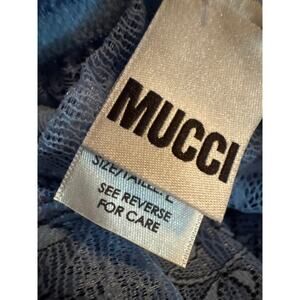 MUCCI
SIZE/TAILLE: L
SEE REVERSE
FOR CARE